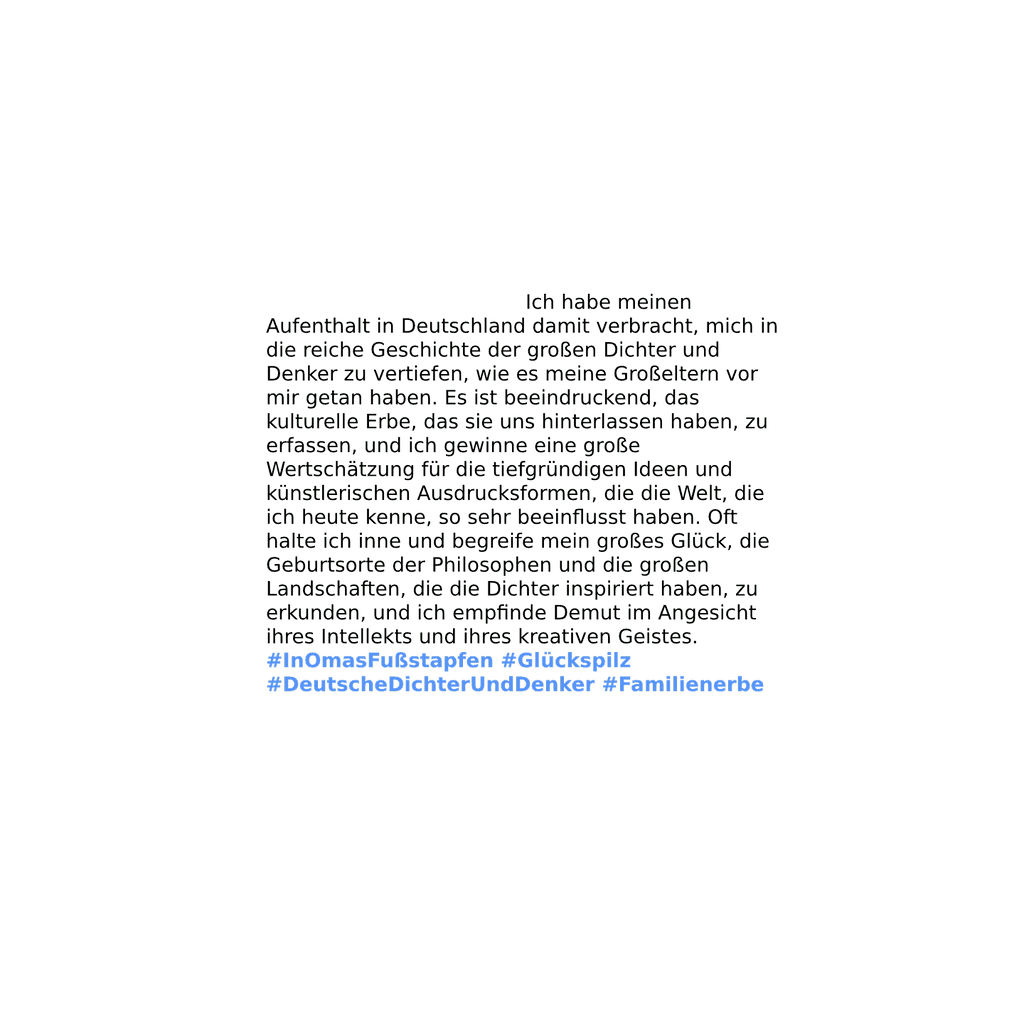 Ich habe meinen
Aufenthalt in Deutschland damit verbracht, mich in
die reiche Geschichte der großen Dichter und
Denker zu vertiefen, wie es meine Großeltern vor
mir getan haben. Es ist beeindruckend, das
kulturelle Erbe, das sie uns hinterlassen haben, zu
erfassen, und ich gewinne eine große
Wertschätzung für die tiefgründigen Ideen und
künstlerischen Ausdrucksformen, die die Welt, die
ich heute kenne, so sehr beeinflusst haben. Oft
halte ich inne und begreife mein großes Glück, die
Geburtsorte der Philosophen und die großen
Landschaften, die die Dichter inspiriert haben, zu
erkunden, und ich empfinde Demut im Angesicht
ihres Intellekts und ihres kreativen Geistes.
#InOmasFußstapfen #Glückspilz
#DeutscheDichterUndDenker #Familienerbe